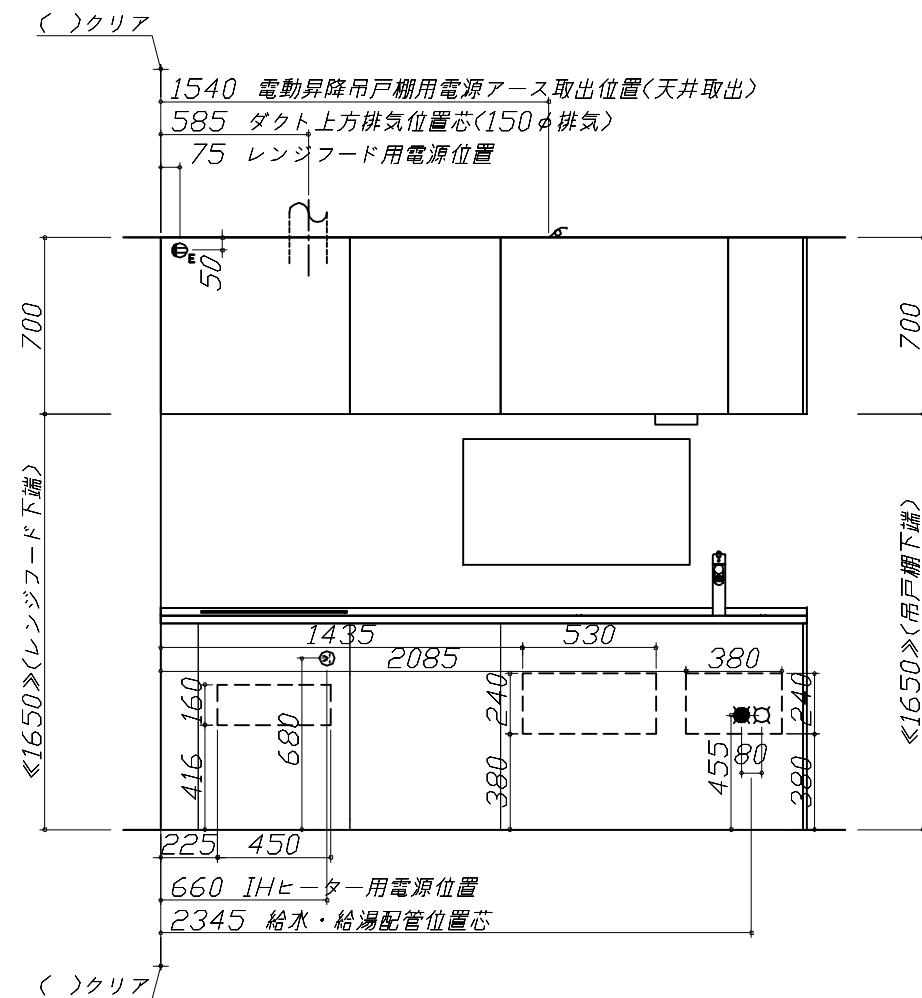 ( )クリア
1540 電動昇降吊戸棚用電源アース取出位置(天井取出)
585 ダクト上方排気位置芯(150φ排気)
75 レンジフード用電源位置
E
50
700
700
≪1650≫(レンジフード下端)
≪1650≫(吊戸棚下端)
1435
530
2085
380
160
416
680
240
380
455
80
240
380
225
450
660 IHヒーター用電源位置
2345 給水・給湯配管位置芯
( )クリア